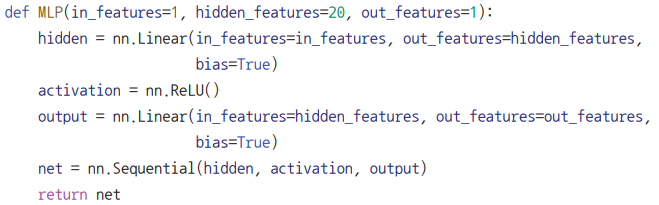 def MLP(in_features=1, hidden_features=20, out_features=1):
    hidden = nn.Linear(in_features=in_features, out_features=hidden_features,
                       bias=True)
    activation = nn.ReLU()
    output = nn.Linear(in_features=hidden_features, out_features=out_features,
                       bias=True)
    net = nn.Sequential(hidden, activation, output)
    return net